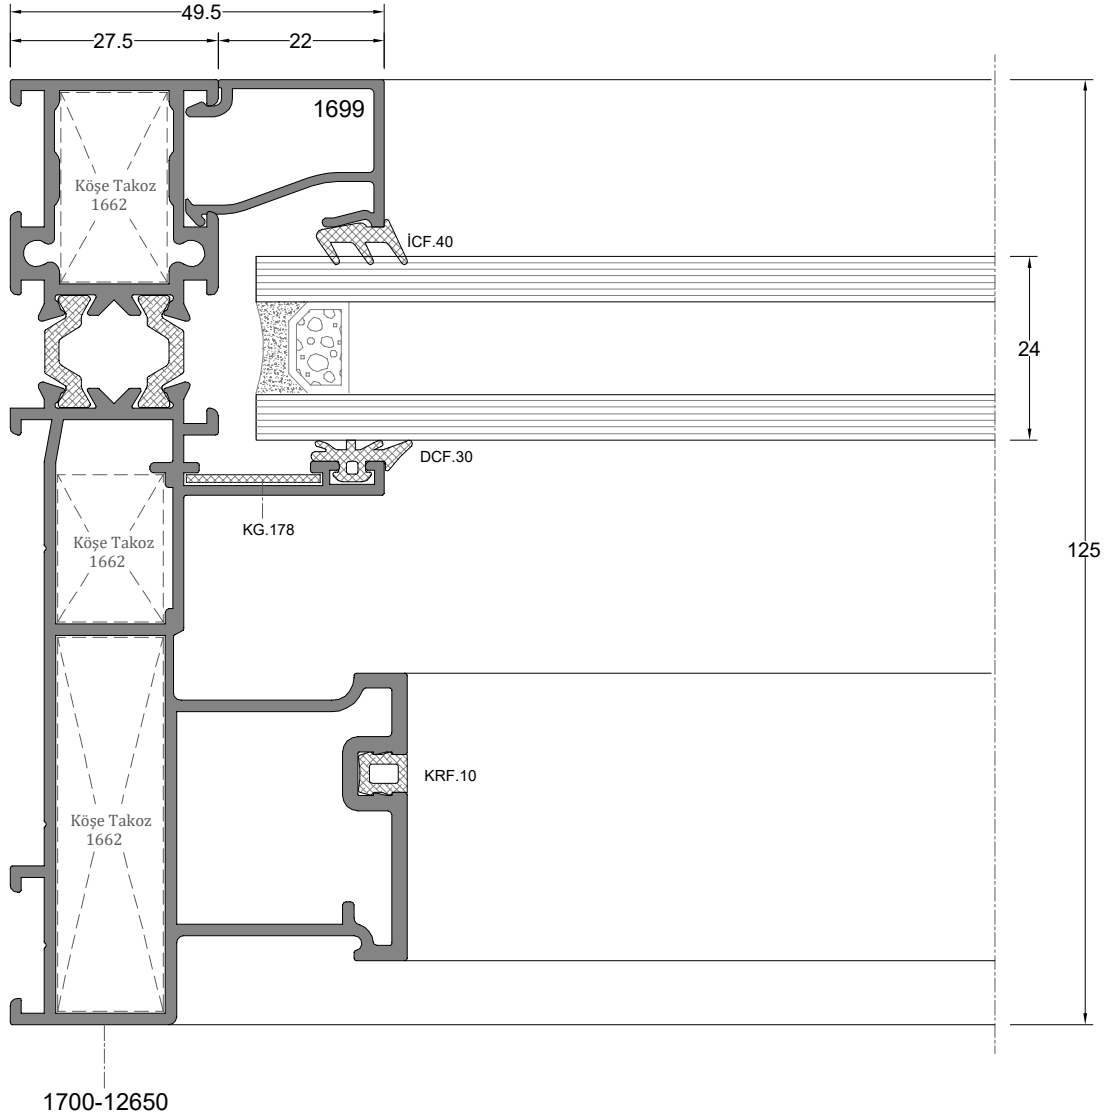 49.5
27.5
22
1699
Köşe Takoz
1662
İCF.40
24
DCF.30
KG.178
Köşe Takoz
1662
125
KRF.10
Köşe Takoz
1662
1700-12650